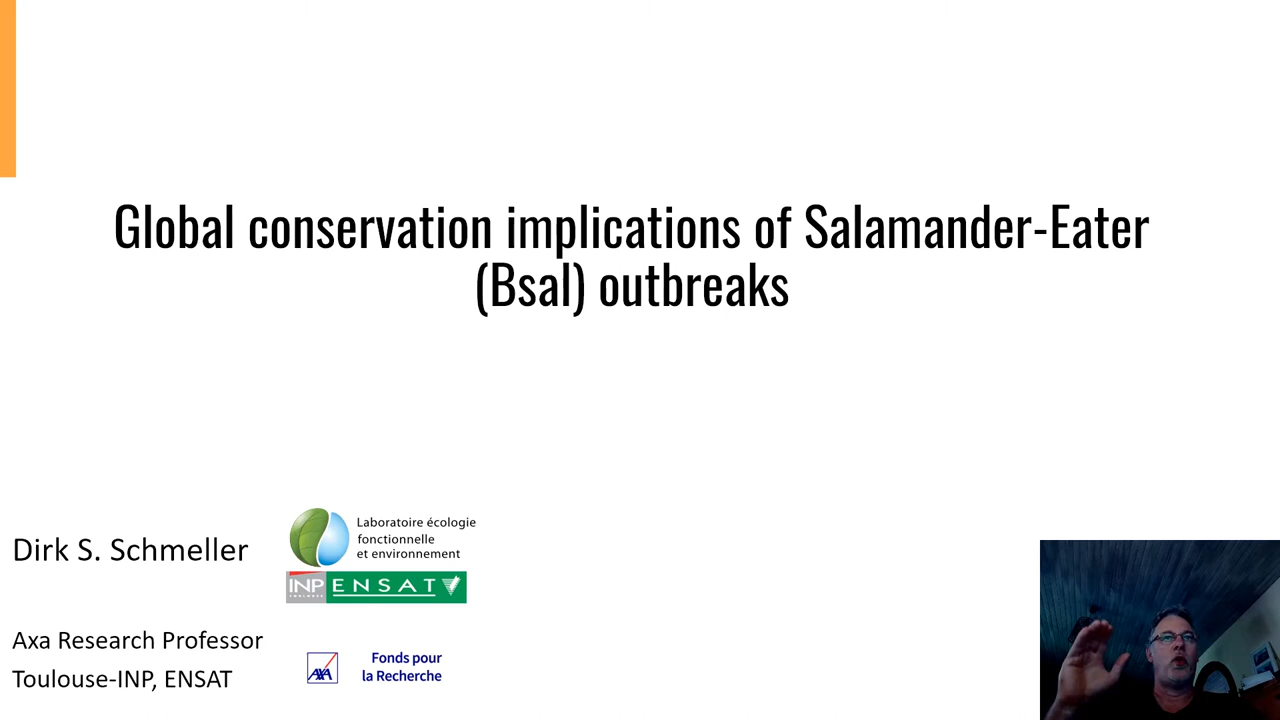 Global conservation implications of Salamander-Eater
(Bsal) outbreaks
Dirk S. Schmeller
Laboratoire écologie
fonctionnelle
et environnement
INP ENSAT
Axa Research Professor
Toulouse-INP, ENSAT
AXA
Fonds pour
la Recherche